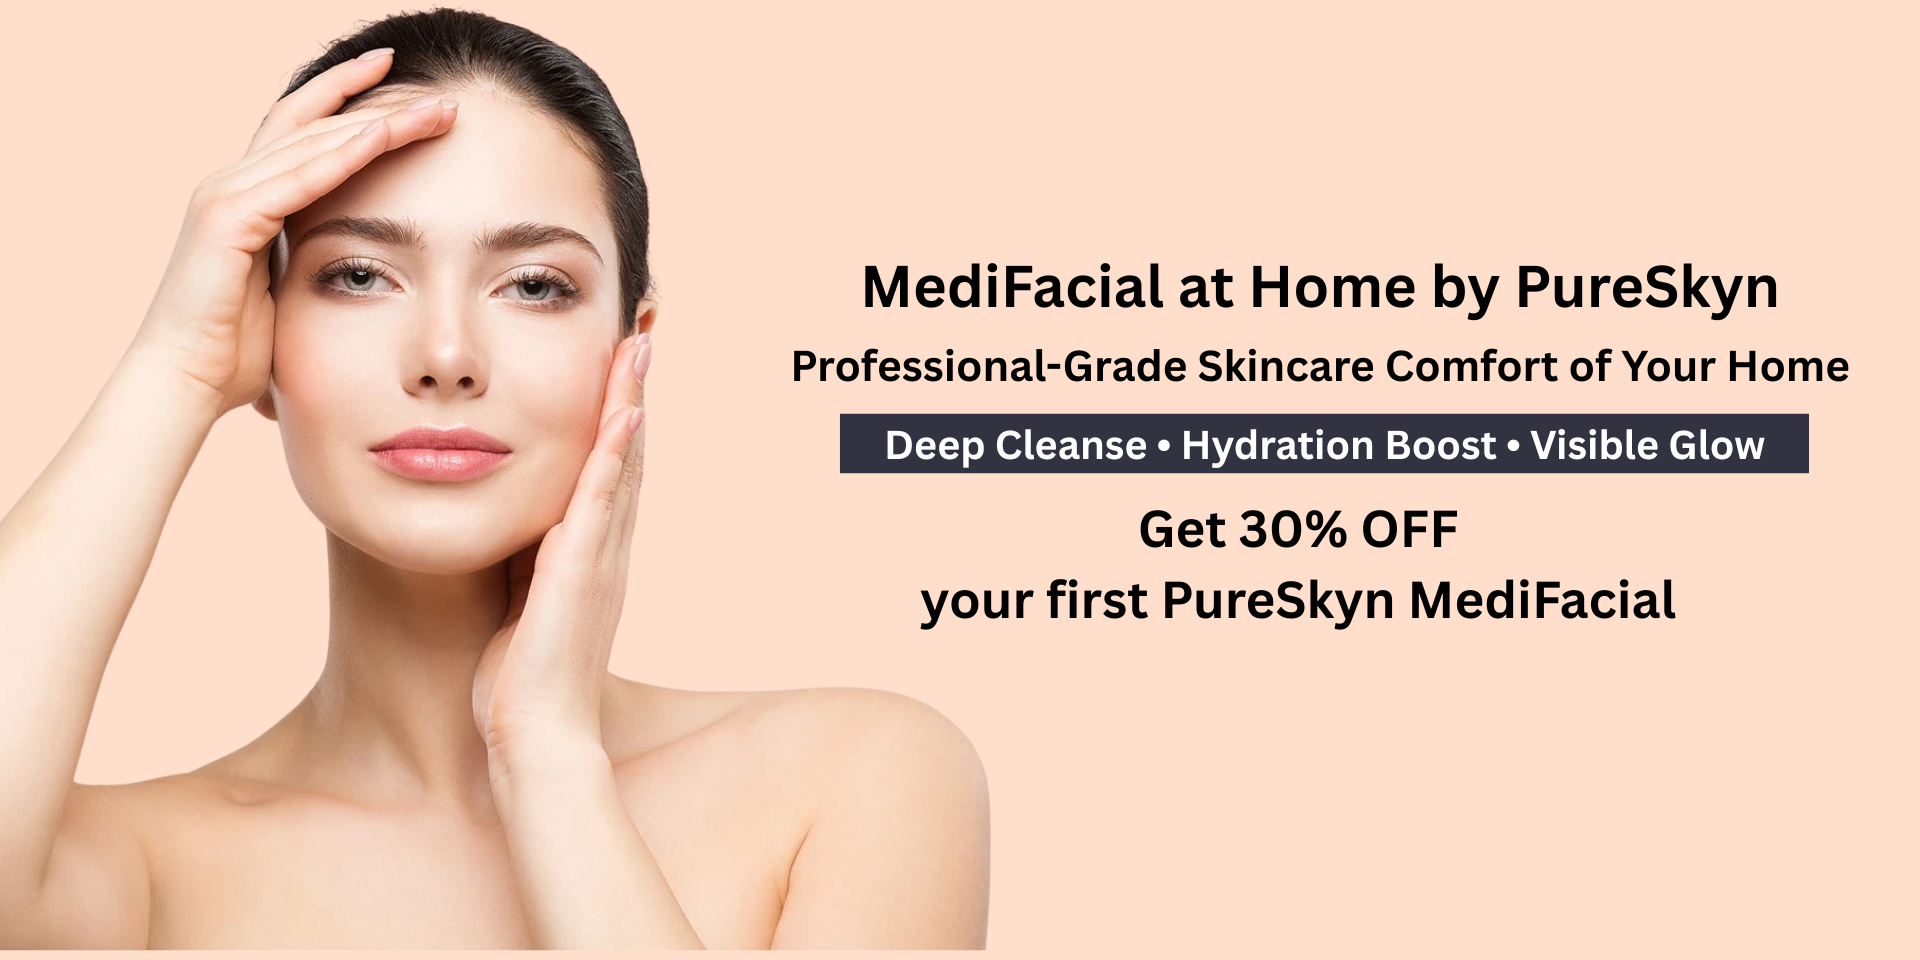 MediFacial at Home by PureSkyn
Professional-Grade Skincare Comfort of Your Home
Deep Cleanse • Hydration Boost • Visible Glow
Get 30% OFF
your first PureSkyn MediFacial